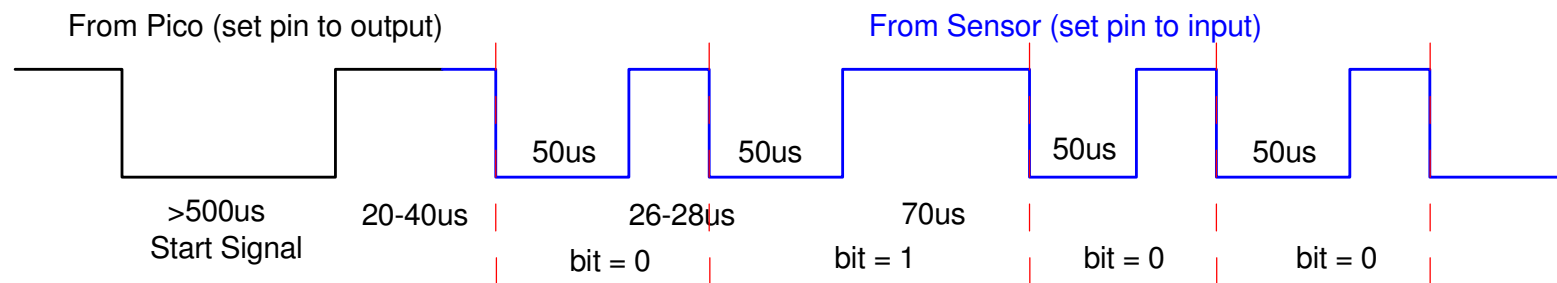 From Pico (set pin to output)
From Sensor (set pin to input)
50us
50us
50us
50us
>500us
Start Signal
20-40us
26-28us
70us
bit = 0
bit = 1
bit = 0
bit = 0